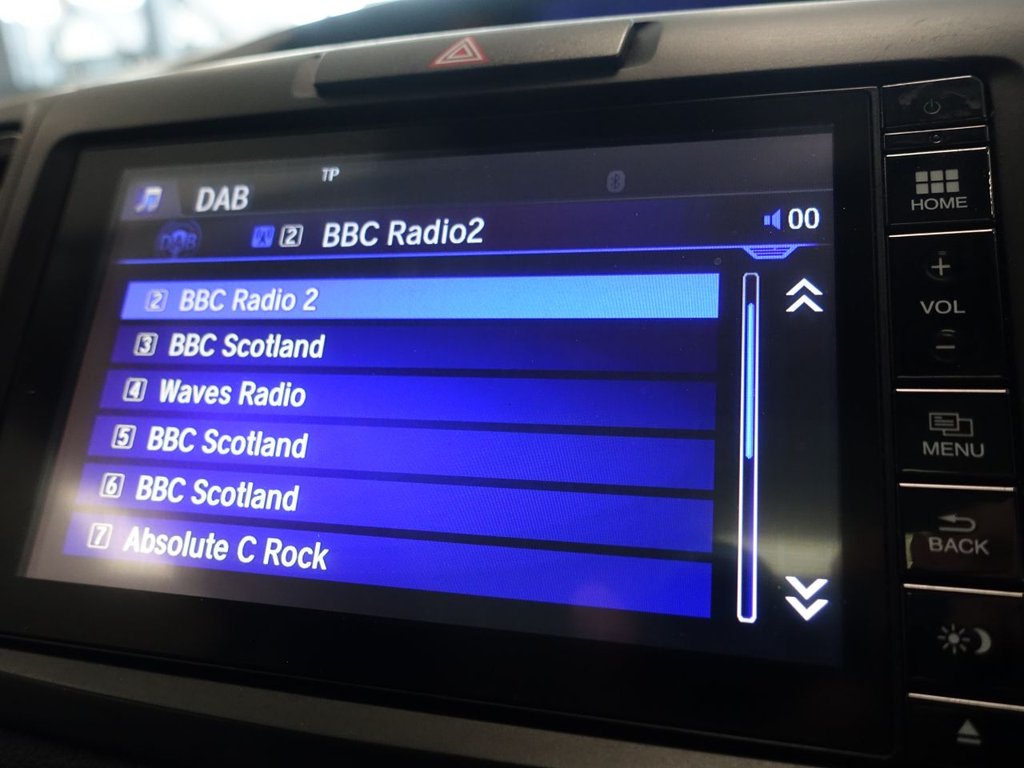 TP
DAB
DAB 2 BBC Radio2 00
2 BBC Radio 2
3 BBC Scotland
4 Waves Radio
5 BBC Scotland
6 BBC Scotland
7 Absolute C Rock
HOME
+
VOL
−
MENU
BACK